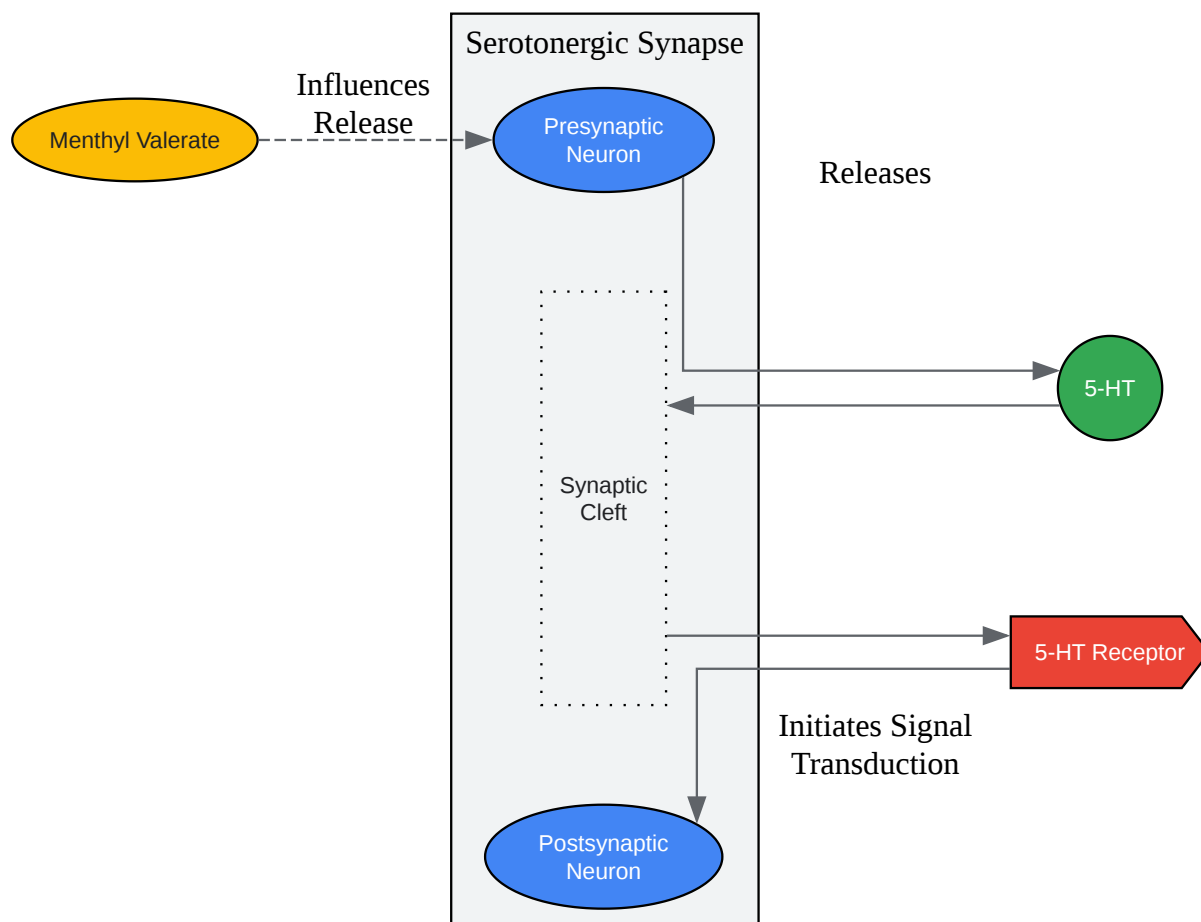 Serotonergic Synapse
Influences
Release
Menthyl Valerate
Presynaptic
Neuron
Releases
5-HT
Synaptic
Cleft
5-HT Receptor
Initiates Signal
Transduction
Postsynaptic
Neuron